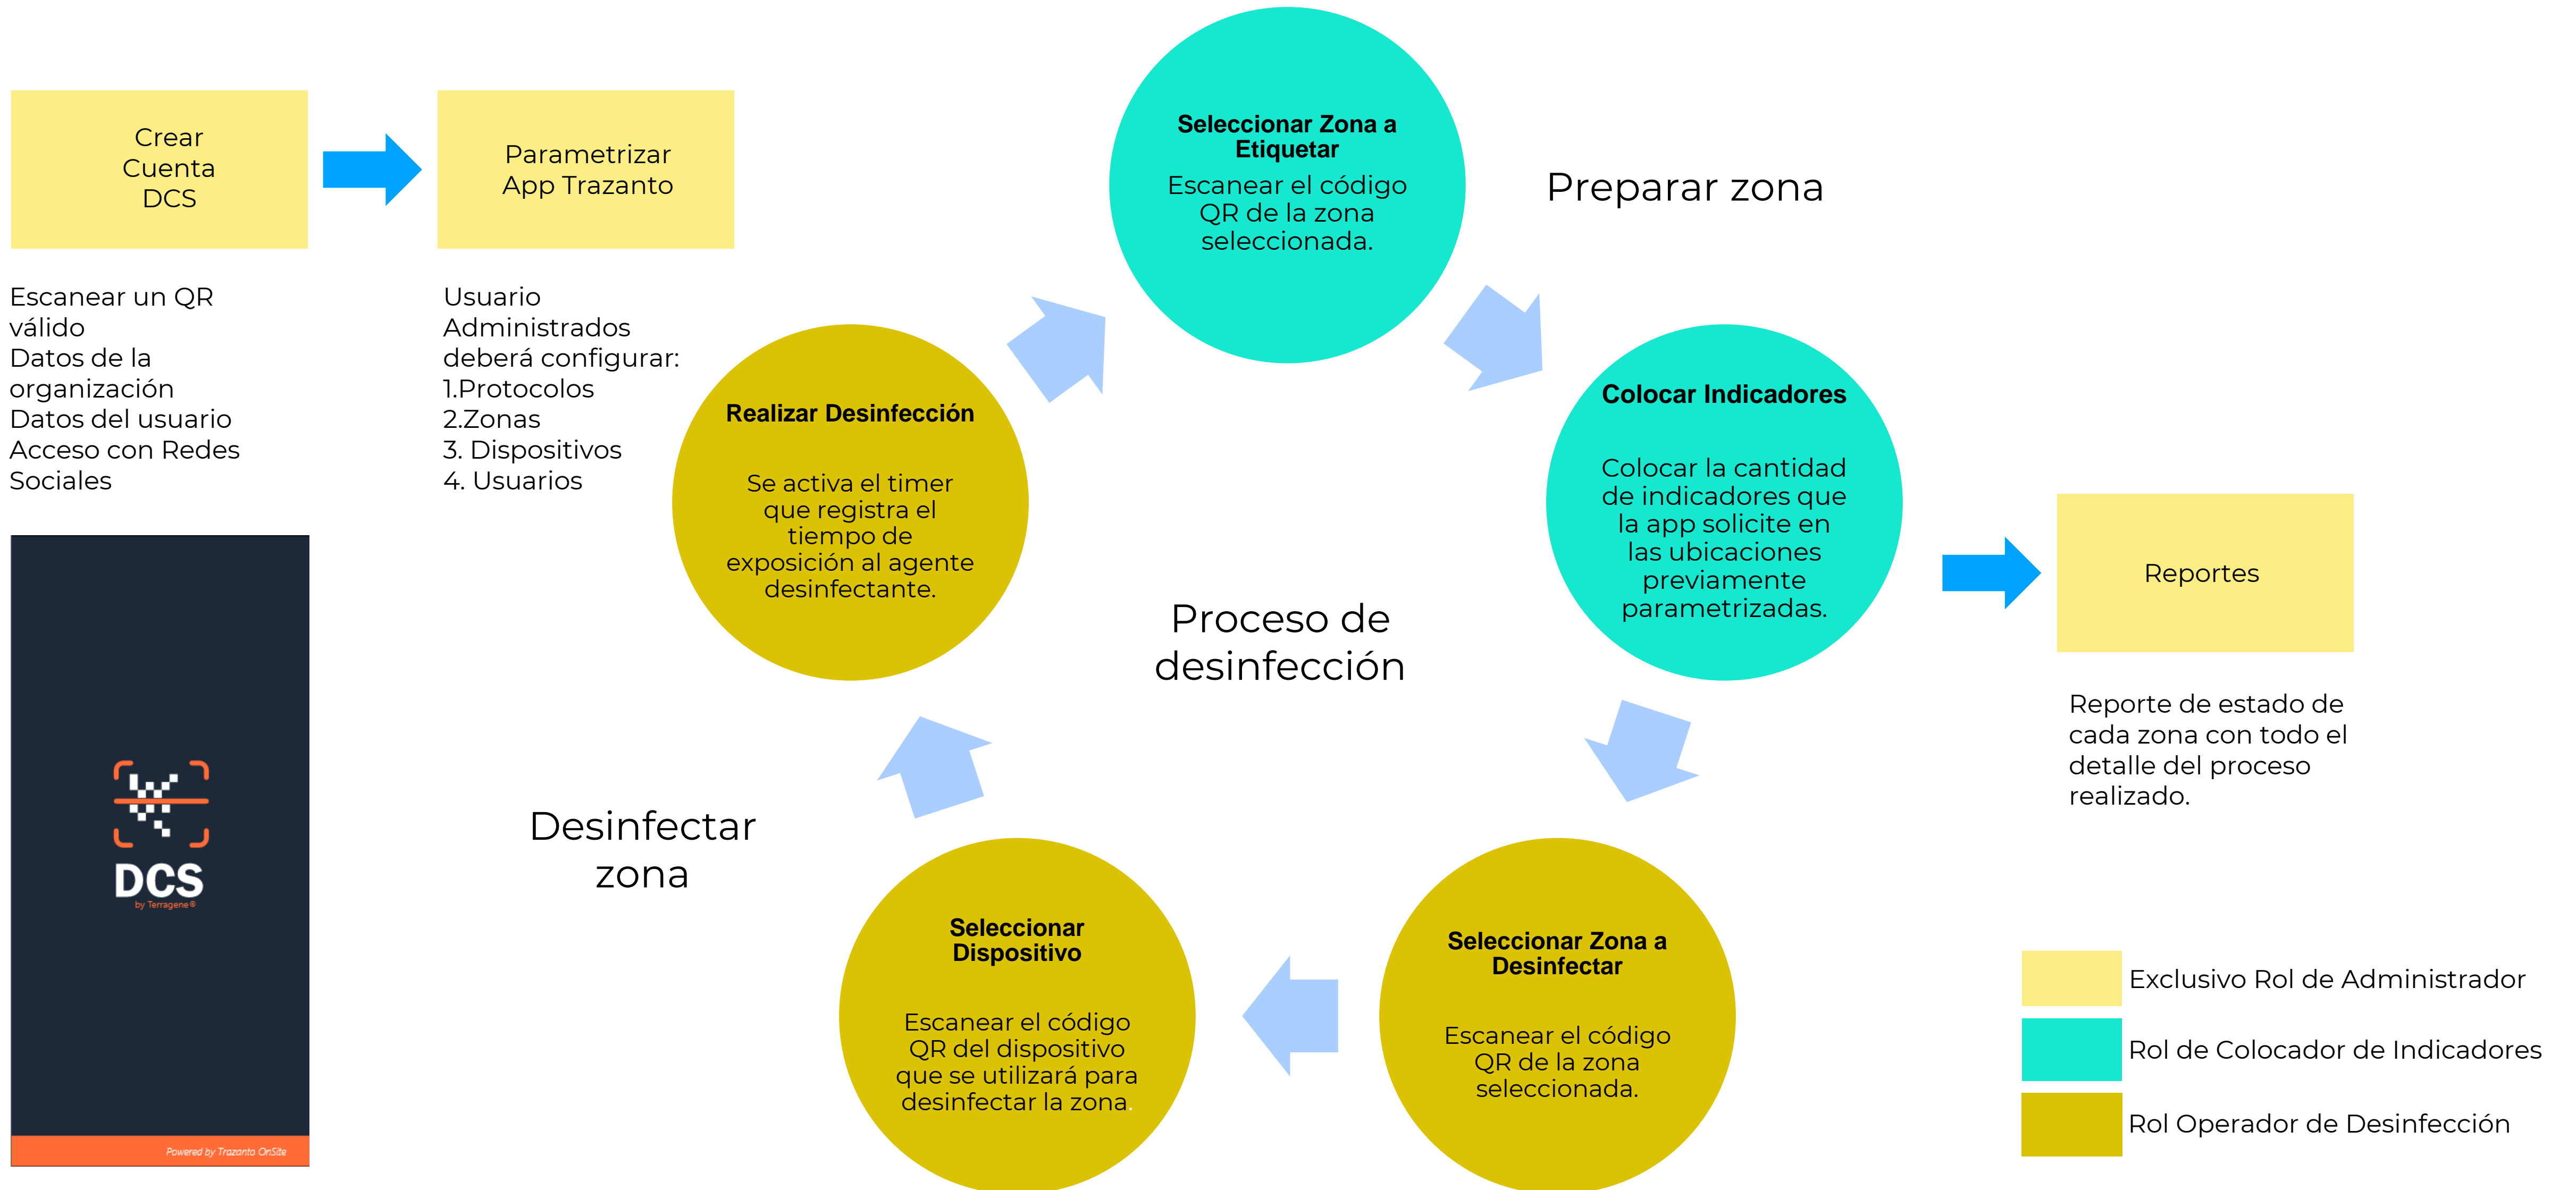 Crear
Cuenta
DCS
Parametrizar
App Trazanto
Escanear un QR
válido
Datos de la
organización
Datos del usuario
Acceso con Redes
Sociales
Usuario
Administrados
deberá configurar:
1.Protocolos
2.Zonas
3. Dispositivos
4. Usuarios
DCS
by Terragene®
Powered by Trazanto OnSite
Seleccionar Zona a
Etiquetar
Escanear el código
QR de la zona
seleccionada.
Preparar zona
Colocar Indicadores
Colocar la cantidad
de indicadores que
la app solicite en
las ubicaciones
previamente
parametrizadas.
Reportes
Reporte de estado de
cada zona con todo el
detalle del proceso
realizado.
Seleccionar Zona a
Desinfectar
Escanear el código
QR de la zona
seleccionada.
Seleccionar
Dispositivo
Escanear el código
QR del dispositivo
que se utilizará para
desinfectar la zona.
Desinfectar
zona
Realizar Desinfección
Se activa el timer
que registra el
tiempo de
exposición al agente
desinfectante.
Proceso de
desinfección
Exclusivo Rol de Administrador
Rol de Colocador de Indicadores
Rol Operador de Desinfección